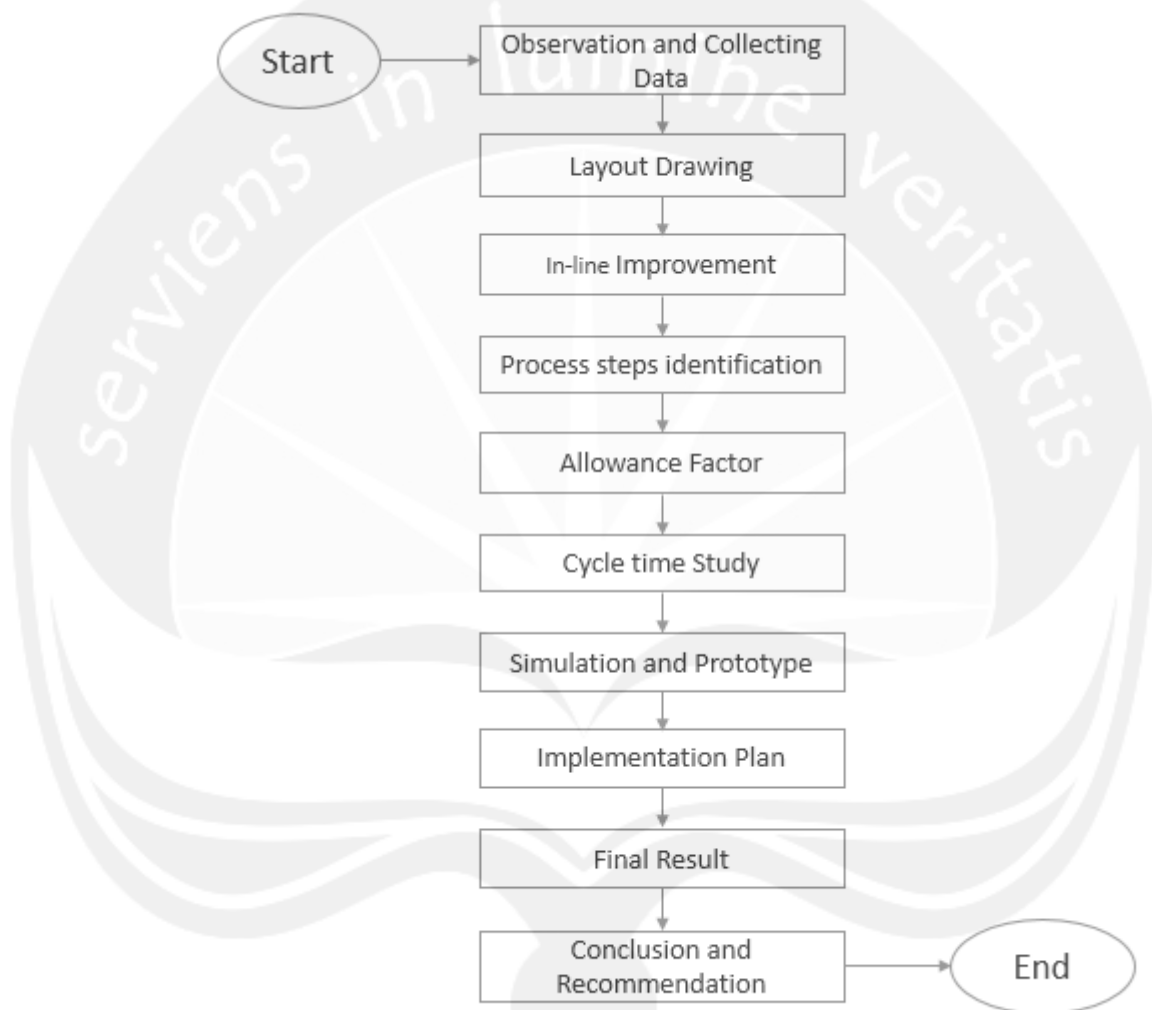 serviens in lumine veritatis
Start
Observation and Collecting
Data
Layout Drawing
In-line Improvement
Process steps identification
Allowance Factor
Cycle time Study
Simulation and Prototype
Implementation Plan
Final Result
Conclusion and
Recommendation
End